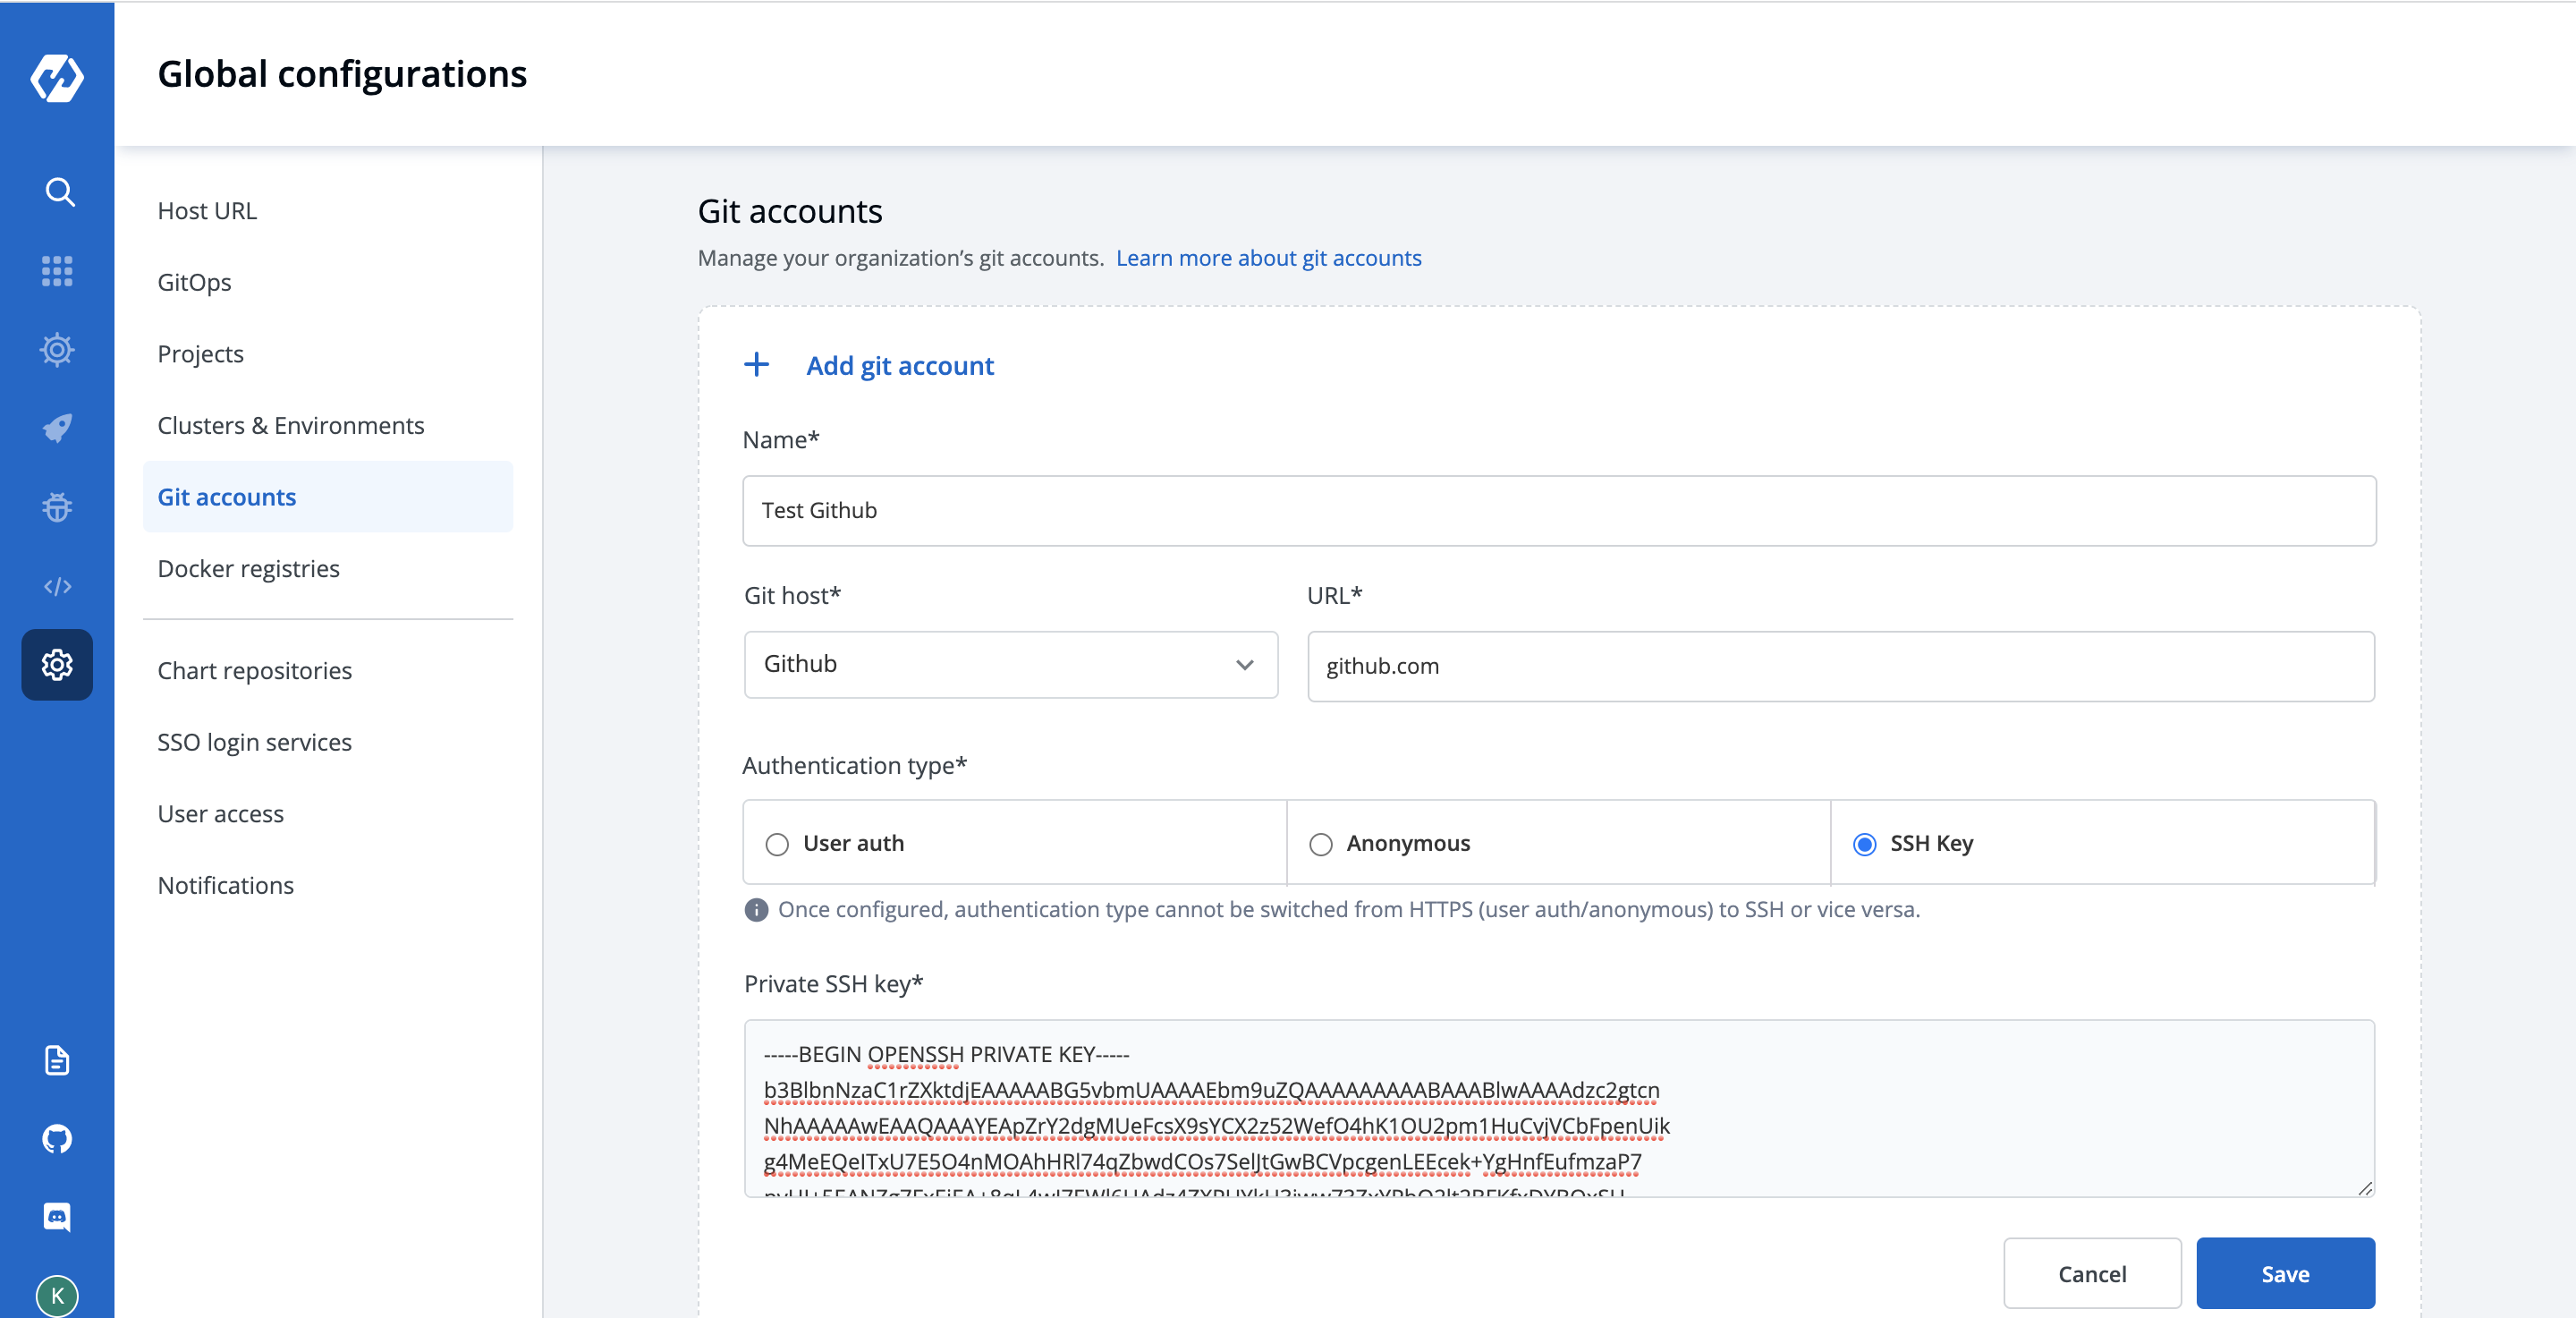 Global configurations
Host URL
GitOps
Projects
Clusters & Environments
Git accounts
Docker registries
Chart repositories
SSO login services
User access
Notifications
K
Git accounts
Manage your organization's git accounts. Learn more about git accounts
+ Add git account
Name*
Test Github
Git host*
URL*
Github
github.com
Authentication type*
User auth
Anonymous
SSH Key
Once configured, authentication type cannot be switched from HTTPS (user auth/anonymous) to SSH or vice versa.
Private SSH key*
-----BEGIN OPENSSH PRIVATE KEY-----
b3BlbnNzaC1rZXktdjEAAAAABG5vbmUAAAAEbm9uZQAAAAAAAAABAAABlwAAAAdzc2gtcn
NhAAAAAwEAAQAAAYEApZrY2dgMUeFcsX9sYCX2z52WefO4hK1OU2pm1HuCvjVCbFpenUik
g4MeEQeITxU7E5O4nMOAhHRl74qZbwdCOs7SelJtGwBCVpcgenLEEcek+YgHnfEufmzaP7
Cancel
Save